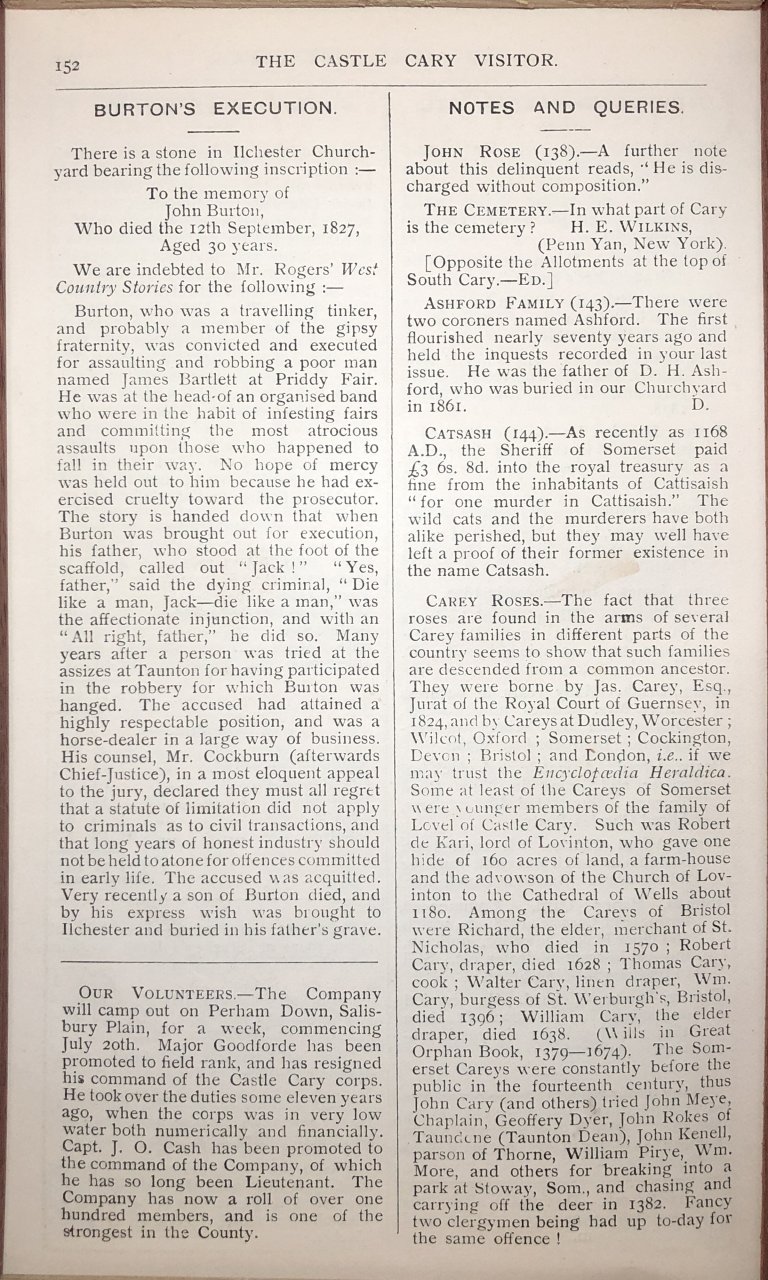 152
THE CASTLE CARY VISITOR.
BURTON'S EXECUTION.
There is a stone in Ilchester Church-
yard bearing the following inscription :—
To the memory of
John Burton,
Who died the 12th September, 1827,
Aged 30 years.
We are indebted to Mr. Rogers' West
Country Stories for the following :—
Burton, who was a travelling tinker,
and probably a member of the gipsy
fraternity, was convicted and executed
for assaulting and robbing a poor man
named James Bartlett at Priddy Fair.
He was at the head of an organised band
who were in the habit of infesting fairs
and committing the most atrocious
assaults upon those who happened to
fall in their way. No hope of mercy
was held out to him because he had ex-
ercised cruelty toward the prosecutor.
The story is handed down that when
Burton was brought out for execution,
his father, who stood at the foot of the
scaffold, called out "Jack !" "Yes,
father," said the dying criminal, "Die
like a man, Jack—die like a man," was
the affectionate injunction, and with an
"All right, father," he did so. Many
years after a person was tried at the
assizes at Taunton for having participated
in the robbery for which Burton was
hanged. The accused had attained a
highly respectable position, and was a
horse-dealer in a large way of business.
His counsel, Mr. Cockburn (afterwards
Chief-Justice), in a most eloquent appeal
to the jury, declared they must all regret
that a statute of limitation did not apply
to criminals as to civil transactions, and
that long years of honest industry should
not be held to atone for offences committed
in early life. The accused was acquitted.
Very recently a son of Burton died, and
by his express wish was brought to
Ilchester and buried in his father's grave.
OUR VOLUNTEERS.—The Company
will camp out on Perham Down, Salis-
bury Plain, for a week, commencing
July 20th. Major Goodforde has been
promoted to field rank, and has resigned
his command of the Castle Cary corps.
He took over the duties some eleven years
ago, when the corps was in very low
water both numerically and financially.
Capt. J. O. Cash has been promoted to
the command of the Company, of which
he has so long been Lieutenant. The
Company has now a roll of over one
hundred members, and is one of the
strongest in the County.
NOTES AND QUERIES.
JOHN ROSE (138).—A further note
about this delinquent reads, "He is dis-
charged without composition."
THE CEMETERY.—In what part of Cary
is the cemetery ? H. E. WILKINS,
(Penn Yan, New York).
[Opposite the Allotments at the top of
South Cary.—ED.]
ASHFORD FAMILY (143).—There were
two coroners named Ashford. The first
flourished nearly seventy years ago and
held the inquests recorded in your last
issue. He was the father of D. H. Ash-
ford, who was buried in our Churchyard
in 1861. D.
CATSASH (144).—As recently as 1168
A.D., the Sheriff of Somerset paid
£3 6s. 8d. into the royal treasury as a
fine from the inhabitants of Cattisaish
"for one murder in Cattisaish." The
wild cats and the murderers have both
alike perished, but they may well have
left a proof of their former existence in
the name Catsash.
CAREY ROSES.—The fact that three
roses are found in the arms of several
Carey families in different parts of the
country seems to show that such families
are descended from a common ancestor.
They were borne by Jas. Carey, Esq.,
Jurat of the Royal Court of Guernsey, in
1824, and by Careys at Dudley, Worcester ;
Wilcot, Oxford ; Somerset ; Cockington,
Devon ; Bristol ; and London, i.e.. if we
may trust the Encyclopædia Heraldica.
Some at least of the Careys of Somerset
were younger members of the family of
Lovel of Castle Cary. Such was Robert
de Kari, lord of Lovinton, who gave one
hide of 160 acres of land, a farm-house
and the advowson of the Church of Lov-
inton to the Cathedral of Wells about
1180. Among the Careys of Bristol
were Richard, the elder, merchant of St.
Nicholas, who died in 1570 ; Robert
Cary, draper, died 1628 ; Thomas Cary,
cook ; Walter Cary, linen draper, Wm.
Cary, burgess of St. Werburgh's, Bristol,
died 1396 ; William Cary, the elder
draper, died 1638. (Wills in Great
Orphan Book, 1379—1674). The Som-
erset Careys were constantly before the
public in the fourteenth century, thus
John Cary (and others) tried John Meye,
Chaplain, Geoffery Dyer, John Rokes of
Taundene (Taunton Dean), John Kenell,
parson of Thorne, William Pirye, Wm.
More, and others for breaking into a
park at Stoway, Som., and chasing and
carrying off the deer in 1382. Fancy
two clergymen being had up to-day for
the same offence !